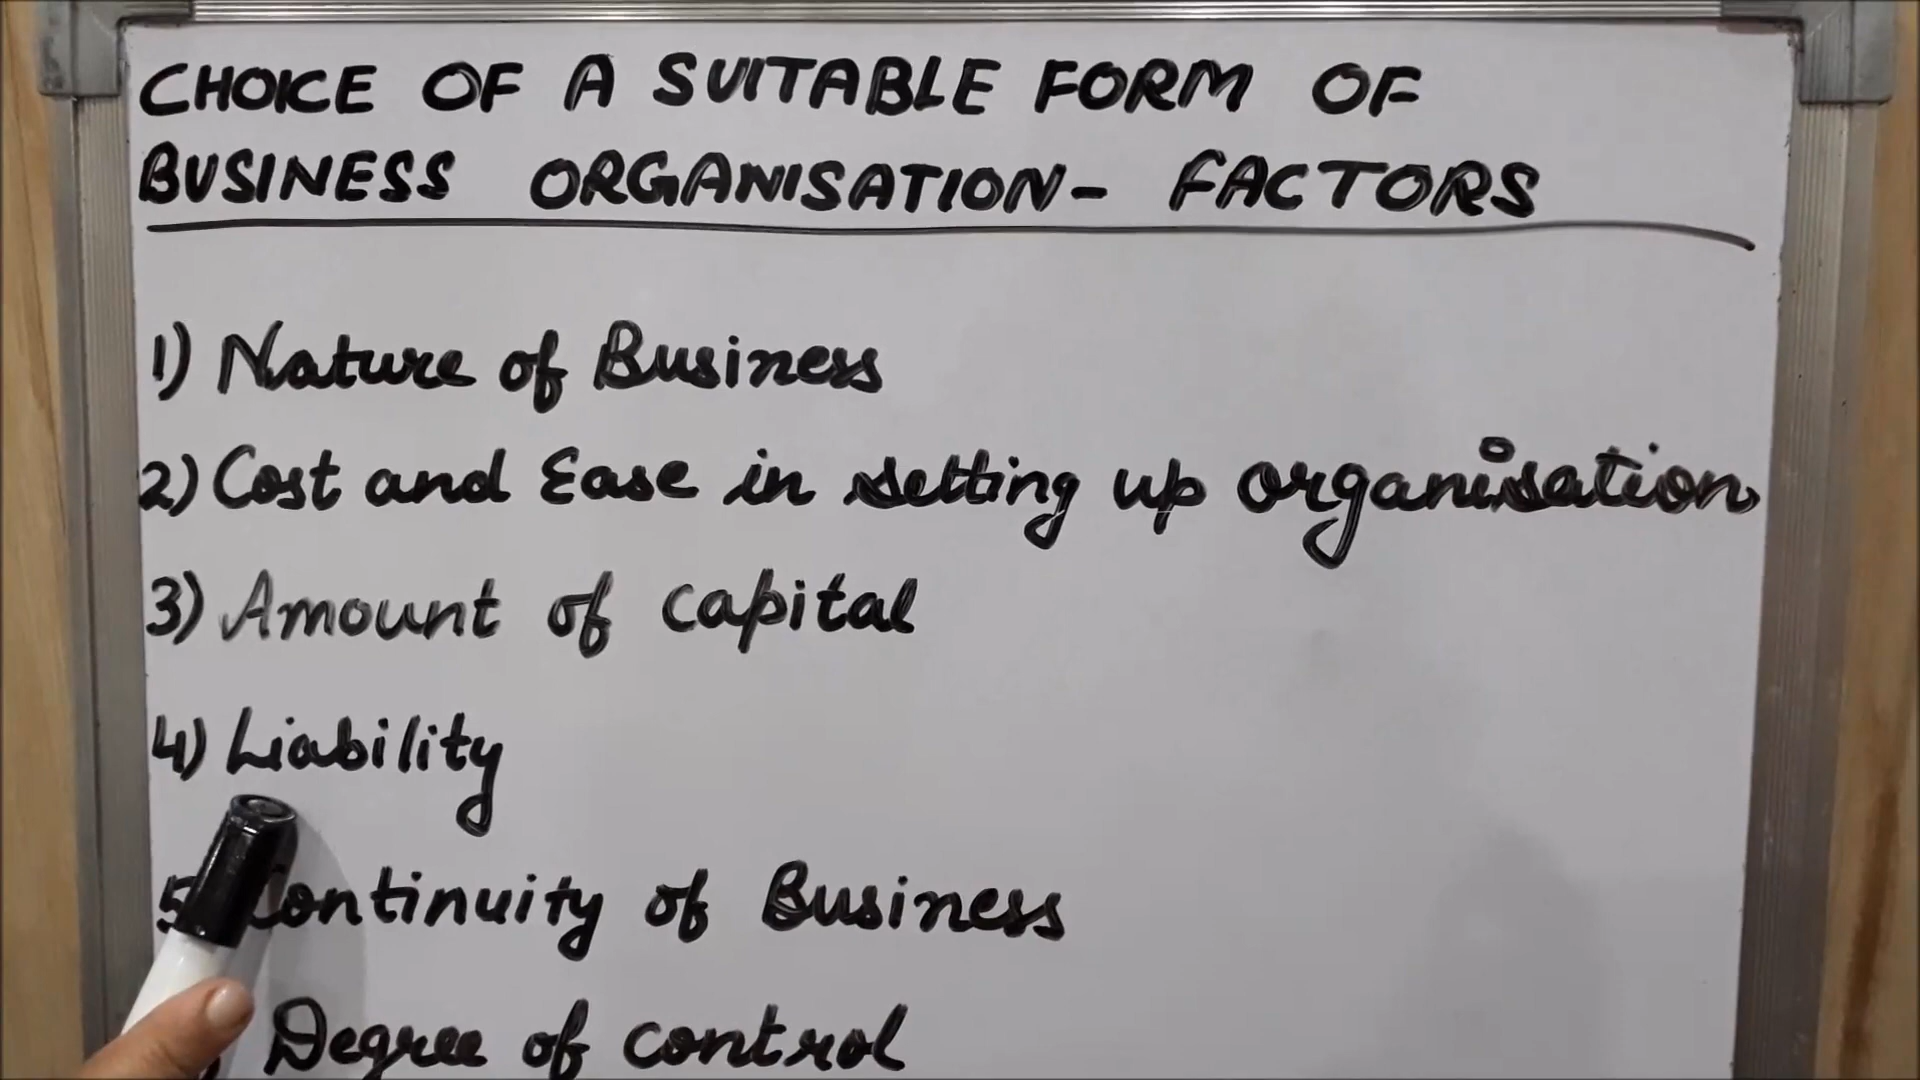 CHOICE OF A SUITABLE FORM OF
BUSINESS ORGANISATION- FACTORS
1) Nature of Business
2) Cost and Ease in setting up organisation
3) Amount of capital
4) Liability
5 Continuity of Business
Degree of control